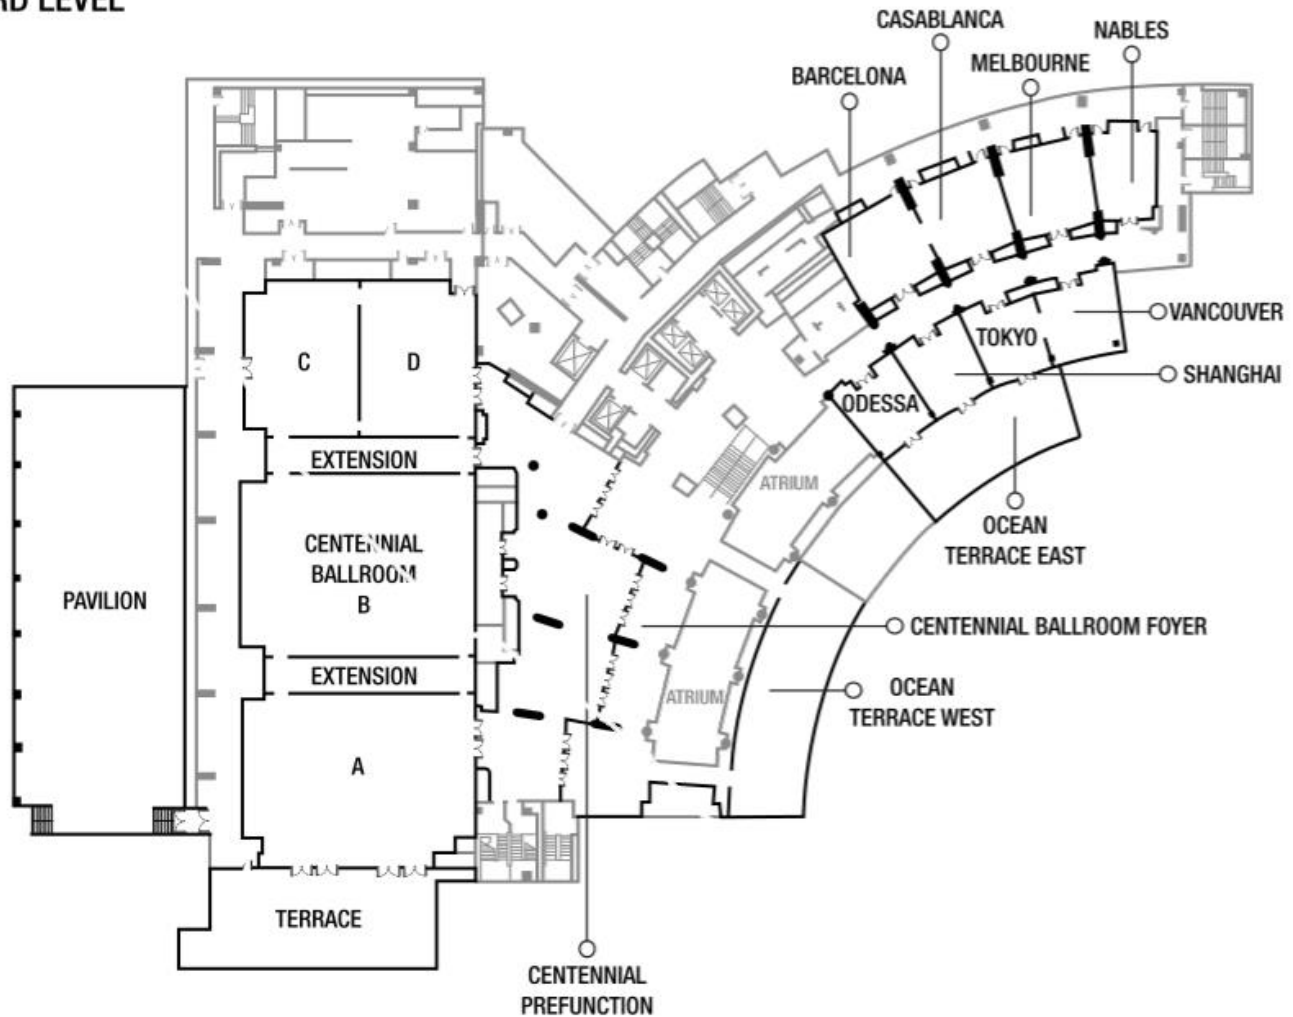 LEVEL
CASABLANCA
NABLES
MELBOURNE
BARCELONA
VANCOUVER
TOKYO
SHANGHAI
ODESSA
C
D
EXTENSION
ATRIUM
OCEAN
TERRACE EAST
CENTENNIAL
BALLROOM
B
PAVILION
CENTENNIAL BALLROOM FOYER
EXTENSION
ATRIUM
OCEAN
TERRACE WEST
A
TERRACE
CENTENNIAL
PREFUNCTION